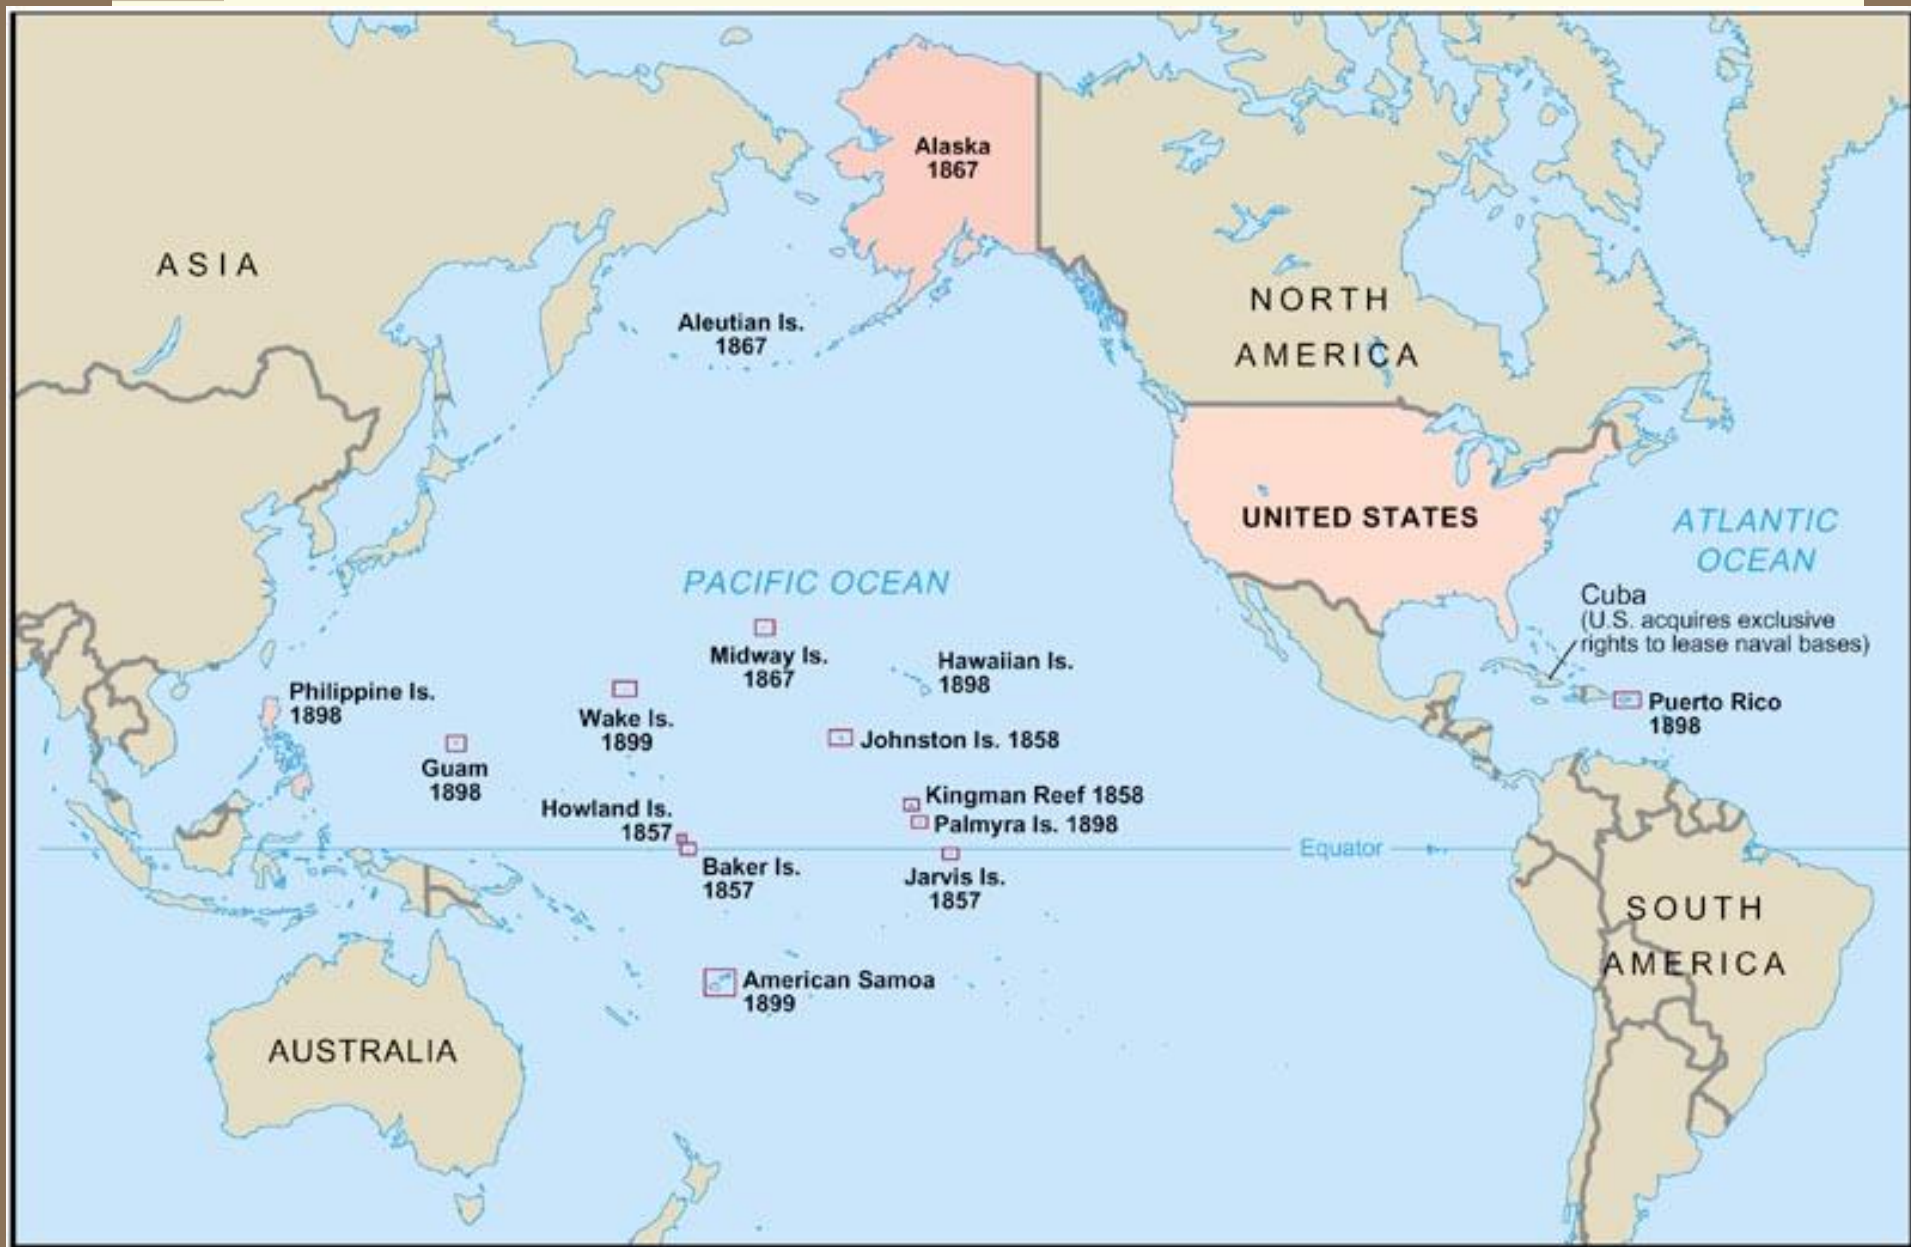 Alaska
1867
ASIA
NORTH
AMERICA
Aleutian Is.
1867
UNITED STATES
ATLANTIC
OCEAN
PACIFIC OCEAN
Cuba
(U.S. acquires exclusive
rights to lease naval bases)
Midway Is.
1867
Hawaiian Is.
1898
Philippine Is.
1898
Puerto Rico
1898
Wake Is.
1899
Johnston Is. 1858
Guam
1898
Kingman Reef 1858
Howland Is.
1857
Palmyra Is. 1898
Equator
Baker Is.
1857
Jarvis Is.
1857
SOUTH
AMERICA
American Samoa
1899
AUSTRALIA